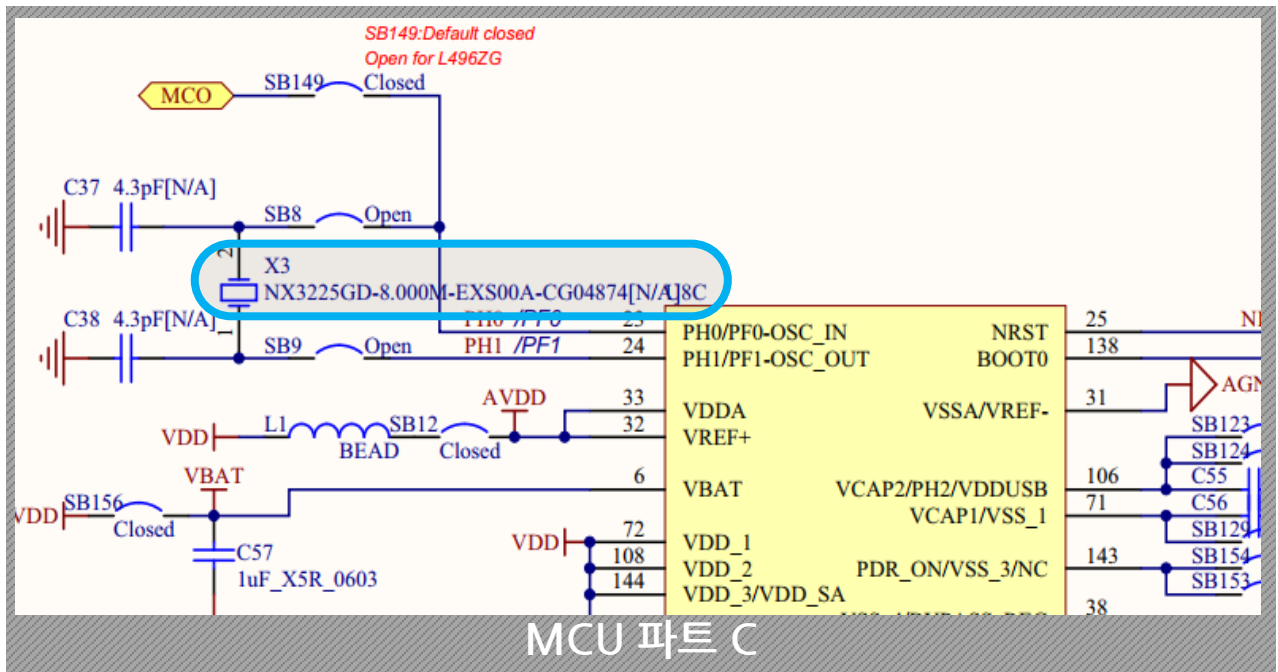 SB149:Default closed
Open for L496ZG
SB149 Closed
MCO
C37 4.3pF[N/A]
SB8 Open
2
X3
NX3225GD-8.000M-EXS00A-CG04874[N/A]
U8C
C38 4.3pF[N/A]
1
SB9 Open
PH0 /PF0 23 PH0/PF0-OSC_IN NRST 25
PH1 /PF1 24 PH1/PF1-OSC_OUT BOOT0 138
AVDD
33 VDDA VSSA/VREF- 31
VDD L1 BEAD SB12 Closed 32 VREF+
SB123
SB124
VBAT
6 VBAT VCAP2/PH2/VDDUSB 106
C55
VDD SB156 Closed
VCAP1/VSS_1 71
C56
SB129
C57
1uF_X5R_0603
VDD 72 VDD_1
108 VDD_2 PDR_ON/VSS_3/NC 143
SB154
SB153
144 VDD_3/VDD_SA
38
MCU 파트 C